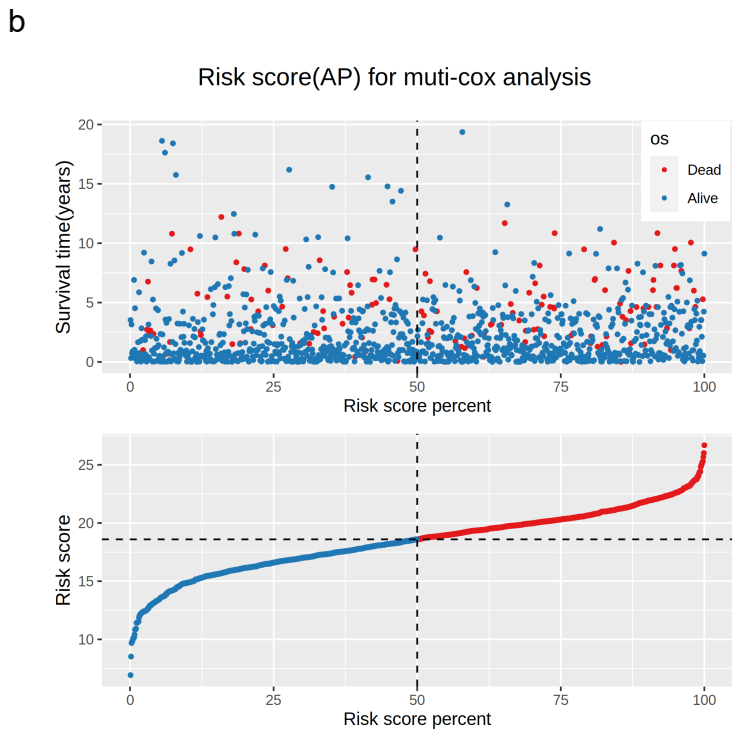 b
Risk score(AP) for muti-cox analysis
Survival time(years)
20
15
10
5
0
os
Dead
Alive
0 25 50 75 100
Risk score percent
Risk score
25
20
15
10
0 25 50 75 100
Risk score percent